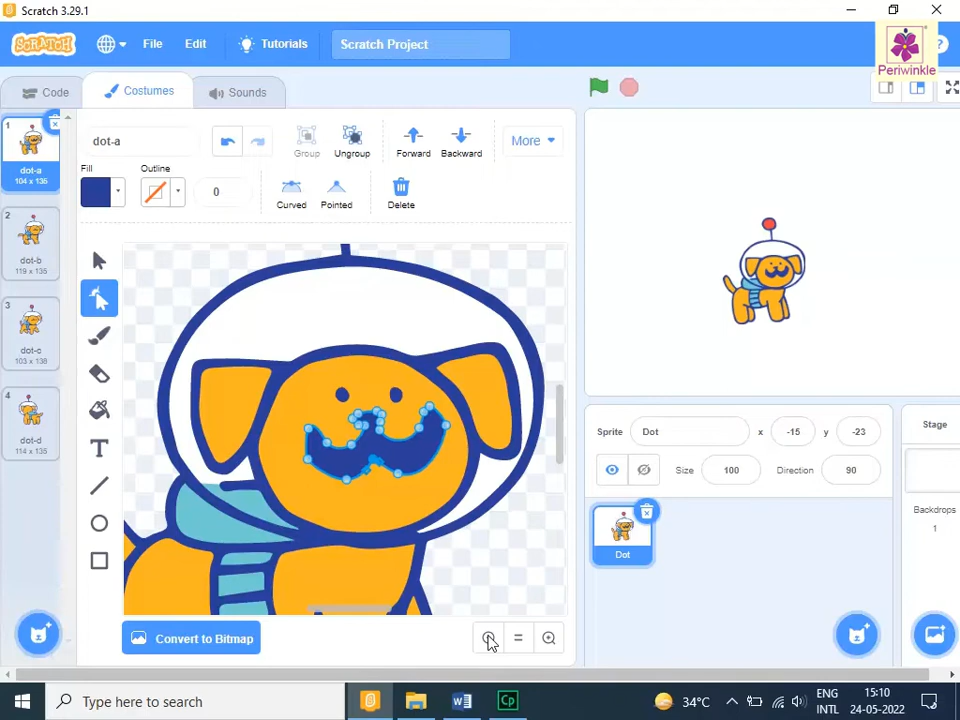 Scratch 3.29.1
SCRATCH
File
Edit
Tutorials
Scratch Project
Periwinkle
?
Code
Costumes
Sounds
1
dot-a
104 x 135
2
dot-b
119 x 135
3
dot-c
103 x 138
4
dot-d
114 x 135
dot-a
Group
Ungroup
Forward
Backward
More
Fill
Outline
0
Curved
Pointed
Delete
T
Convert to Bitmap
=
Sprite
Dot
x
-15
y
-23
Size
100
Direction
90
Dot
Stage
Backdrops
1
Type here to search
W
Cp
34°C
ENG
INTL
15:10
24-05-2022